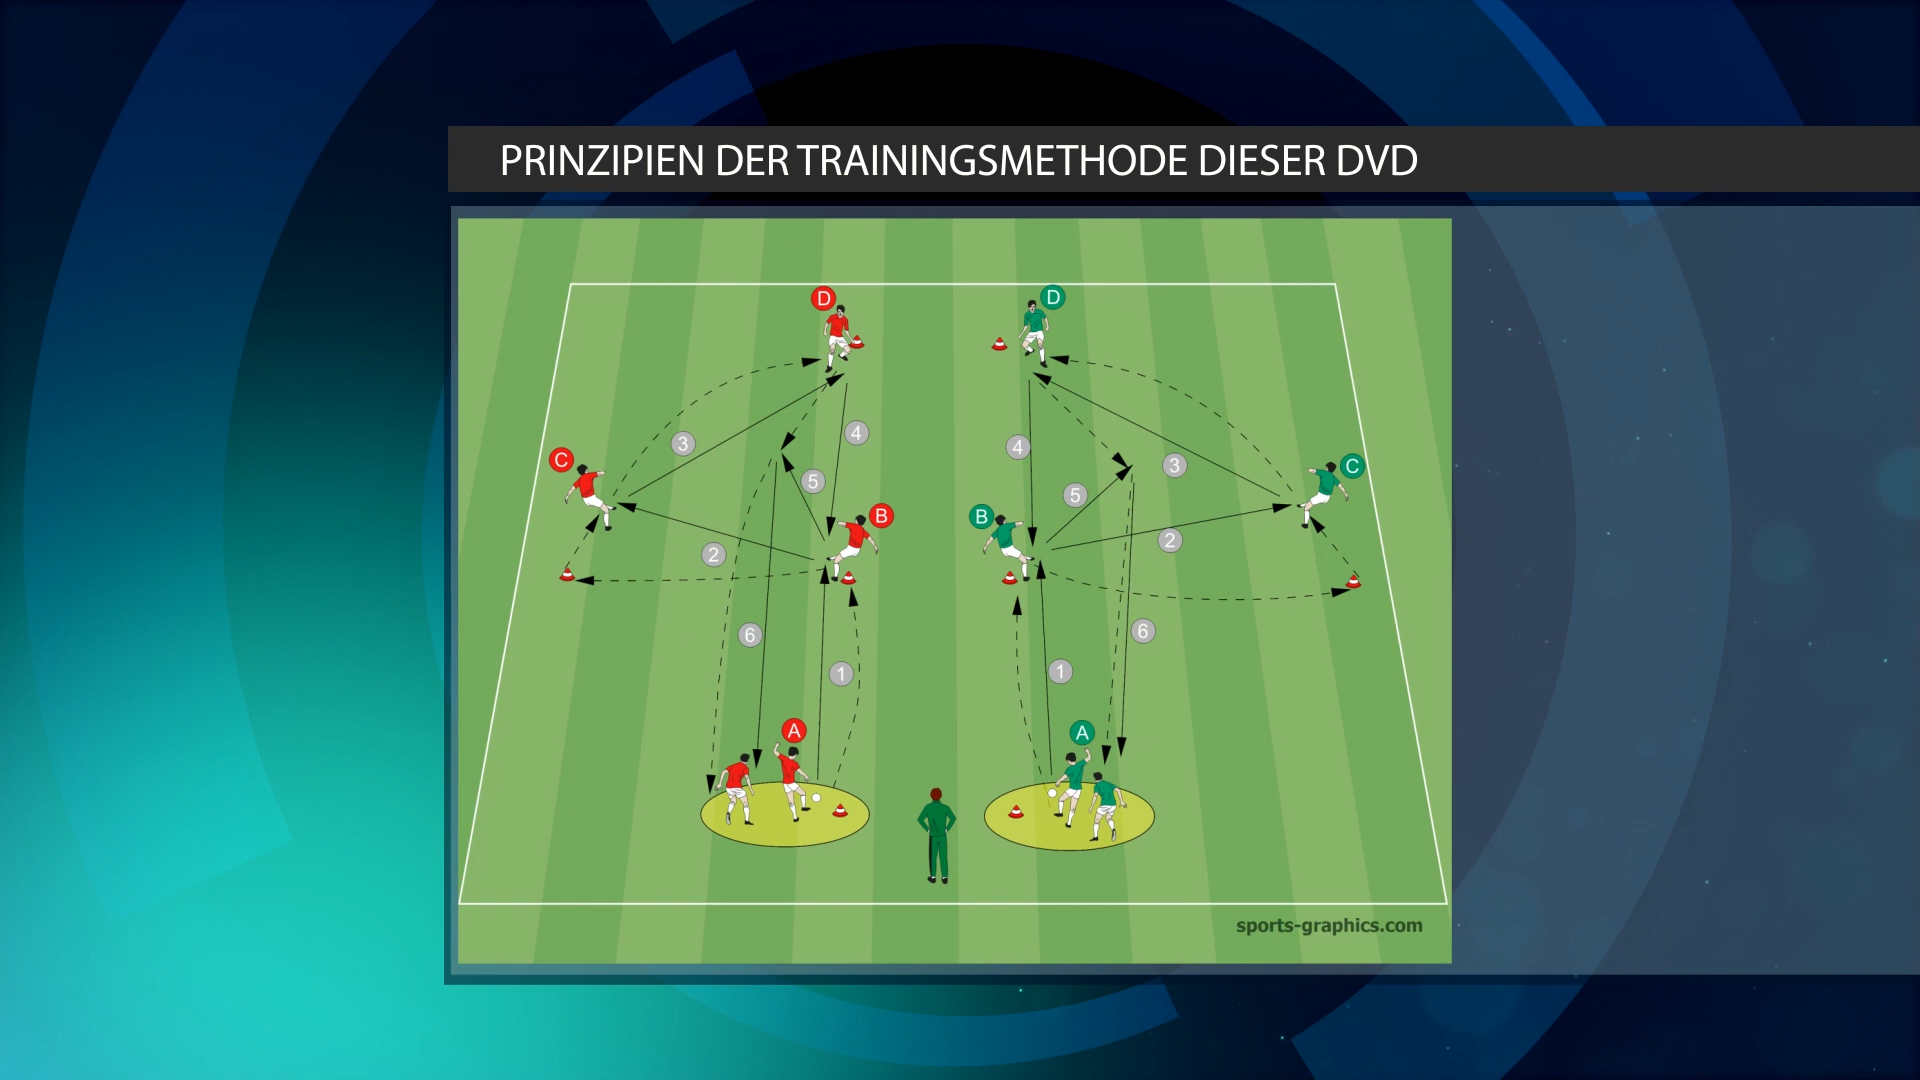 PRINZIPIEN DER TRAININGSMETHODE DIESER DVD
D D
C 3 4 4 3 C
5 5
B B
2 2
6 6
1 1
A A
sports-graphics.com